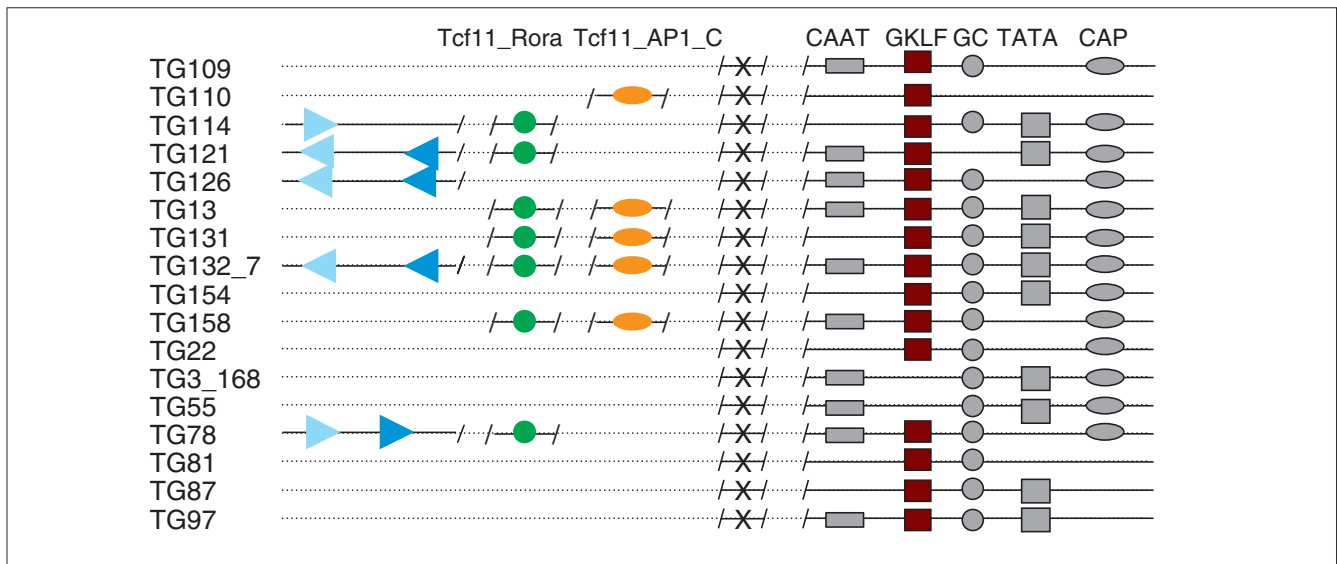 Tcf11_Rora Tcf11_AP1_C CAAT GKLF GC TATA CAP
TG109 X
TG110 X
TG114 X
TG121 X
TG126 X
TG13 X
TG131 X
TG132_7 X
TG154 X
TG158 X
TG22 X
TG3_168 X
TG55 X
TG78 X
TG81 X
TG87 X
TG97 X